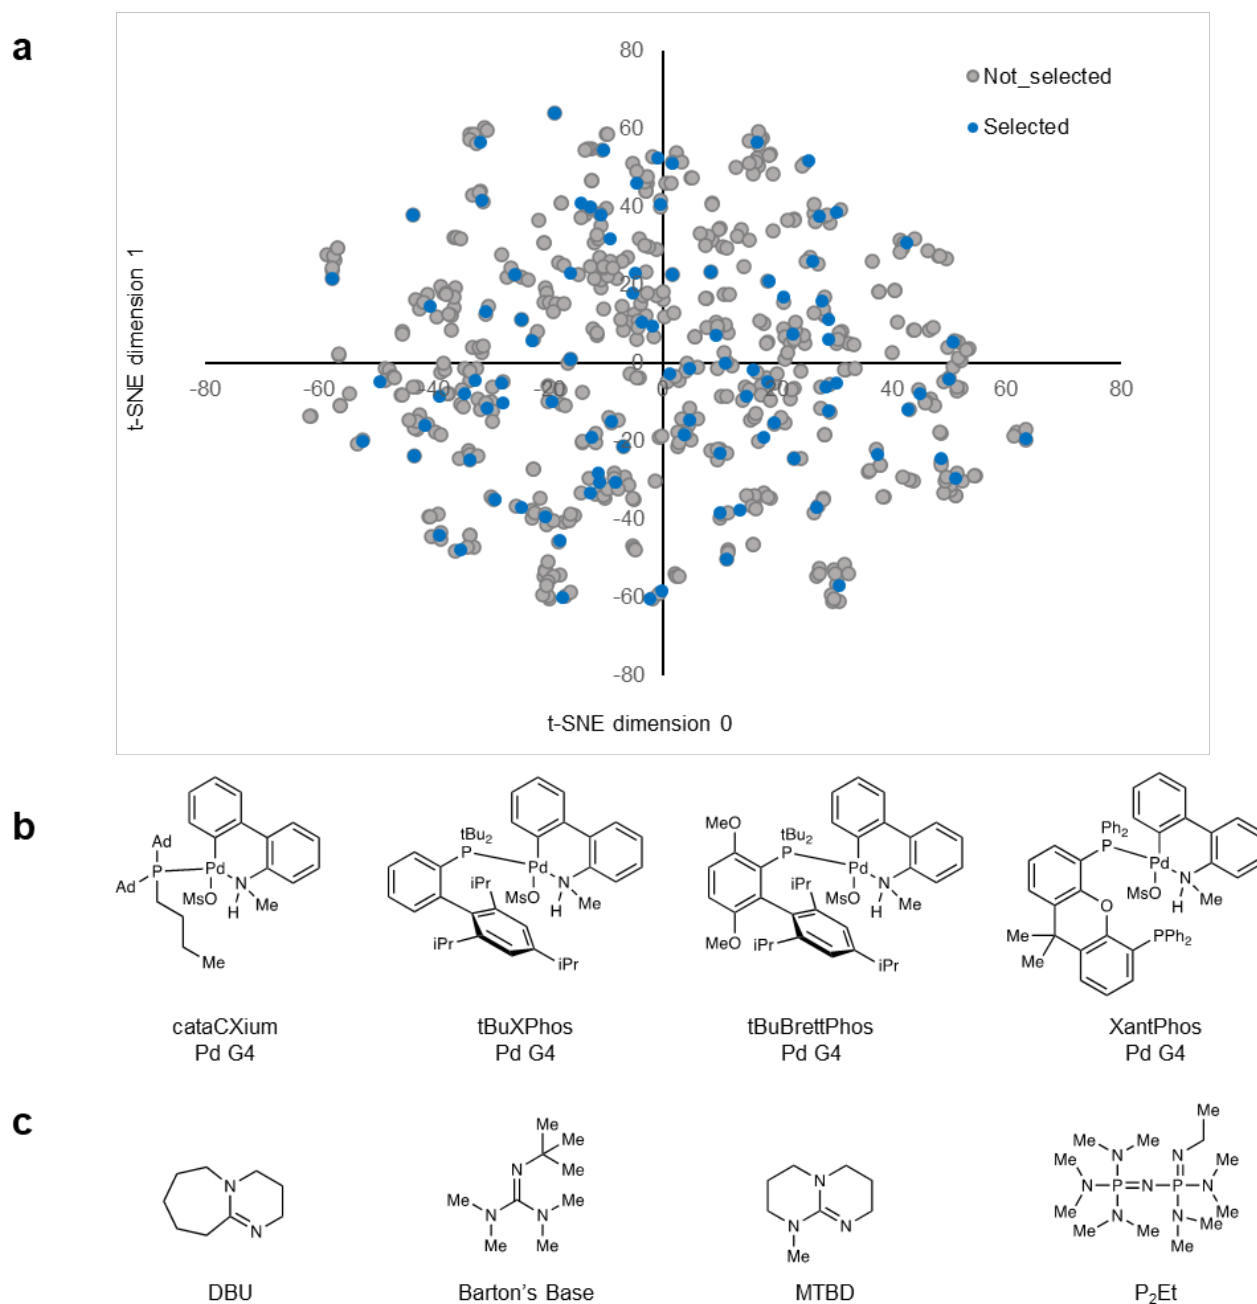 a
80
Not_selected
60
Selected
40
t-SNE dimension 1
20
0
-80
-60
-40
-20
0
20
40
60
80
-20
-40
-60
-80
t-SNE dimension 0
b
Ad
Ad
P
Pd
MsO
N
H
Me
Me
tBu2
P
Pd
MsO
N
H
Me
iPr
iPr
iPr
MeO
tBu2
P
Pd
MsO
N
H
Me
iPr
MeO
iPr
iPr
Ph2
P
Pd
MsO
N
H
Me
O
Me
Me
PPh2
cataCXium
Pd G4
tBuXPhos
Pd G4
tBuBrettPhos
Pd G4
XantPhos
Pd G4
c
N
N
Me
Me
Me
N
Me
N
N
Me
Me
Me
N
N
N
Me
Me
Me
Me
N
N
Me
Me
N
P
N
P
N
Me
Me
Me
N
Me
N
Me
Me
DBU
Barton's Base
MTBD
P2Et